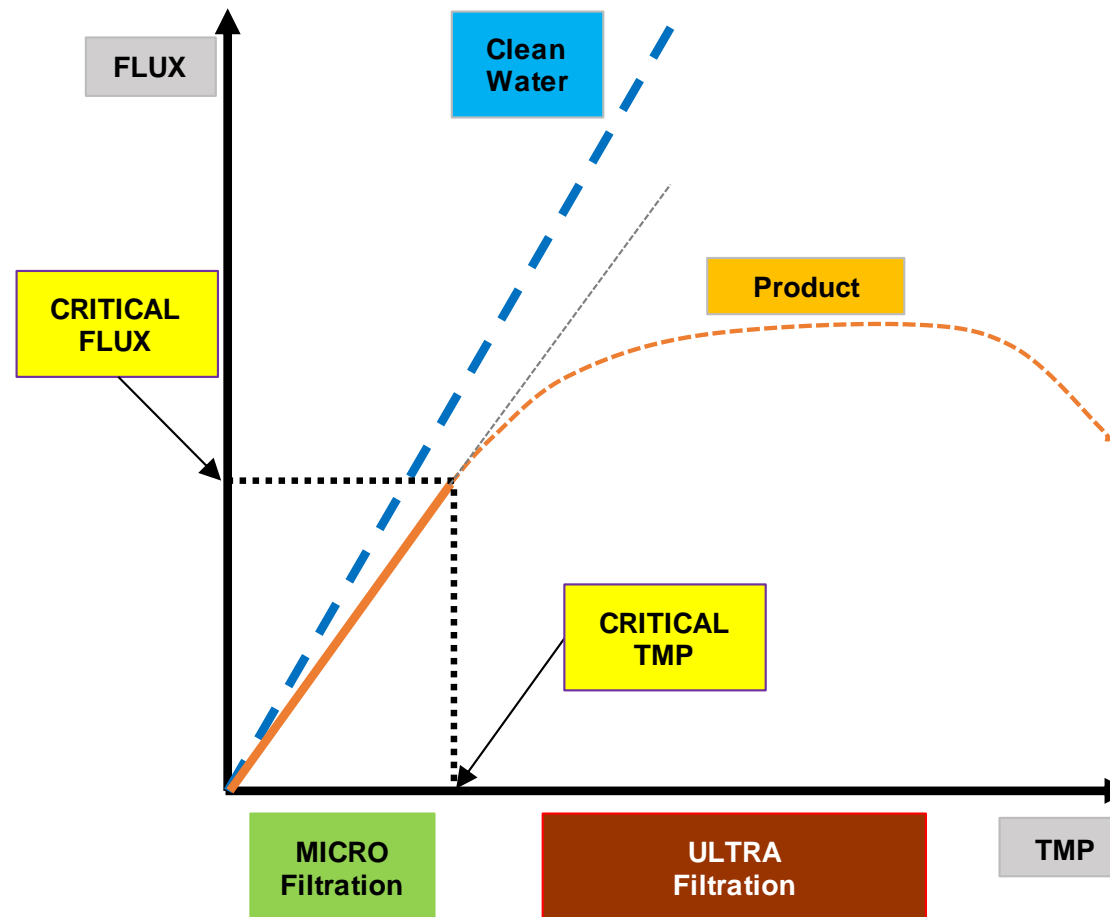 FLUX
Clean
Water
Product
CRITICAL
FLUX
CRITICAL
TMP
MICRO
Filtration
ULTRA
Filtration
TMP